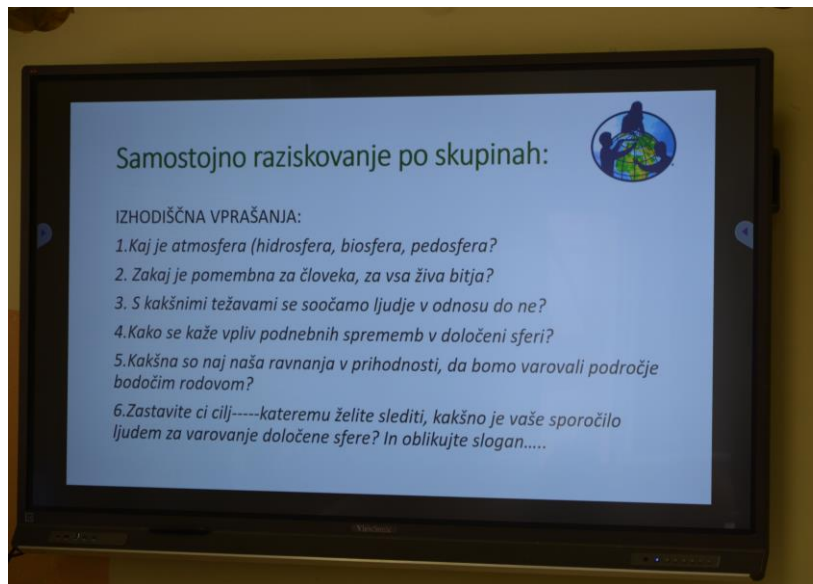 Samostojno raziskovanje po skupinah:
IZHODIŠČNA VPRAŠANJA:
1.Kaj je atmosfera (hidrosfera, biosfera, pedosfera?
2. Zakaj je pomembna za človeka, za vsa živa bitja?
3. S kakšnimi težavami se soočamo ljudje v odnosu do ne?
4.Kako se kaže vpliv podnebnih sprememb v določeni sferi?
5.Kakšna so naj naša ravnanja v prihodnosti, da bomo varovali področje
bodočim rodovom?
6.Zastavite ci cilj-----kateremu želite slediti, kakšno je vaše sporočilo
ljudem za varovanje določene sfere? In oblikujte slogan.....
ViewSonic